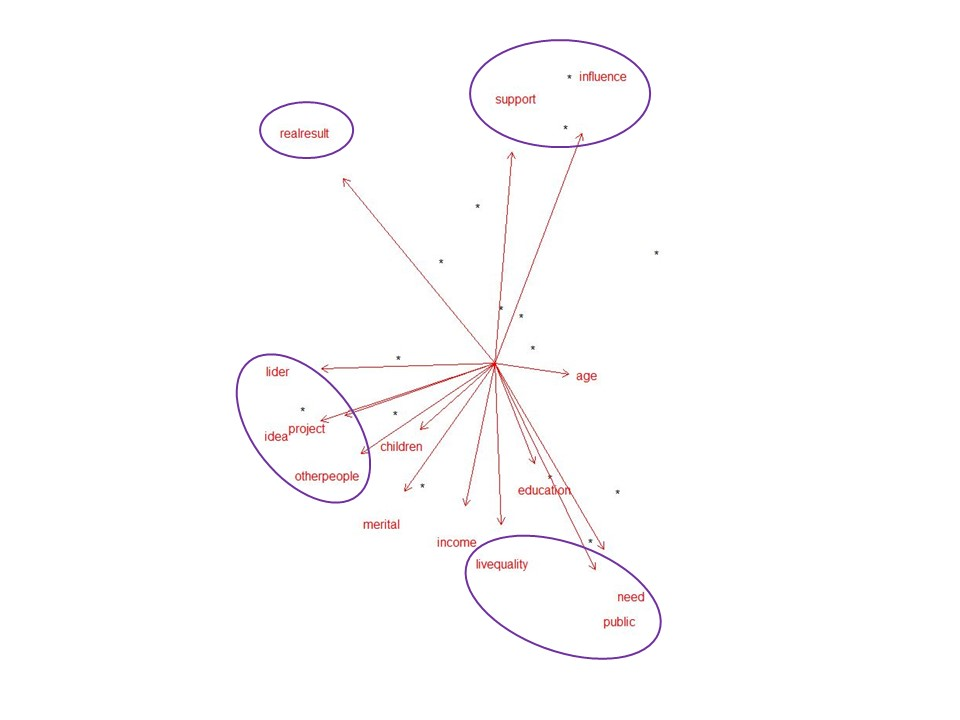 influence
support
realresult
lider
age
project
idea
children
otherpeople
education
merital
income
livequality
need
public